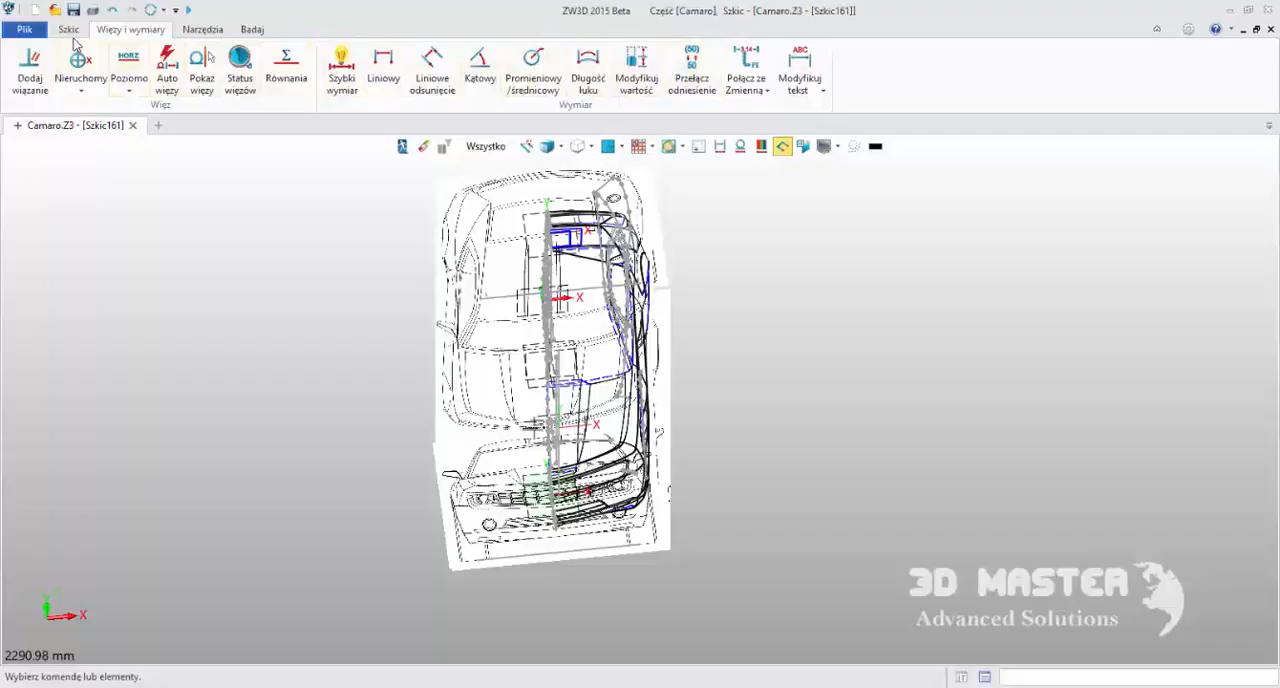 ZW3D 2015 Beta Część [Camaro], Szkic - [Camaro.Z3 - [Szkic161]]
Plik Szkic Więzy i wymiary Narzędzia Badaj
Dodaj wiązanie
Nieruchomy
Poziomo
Auto więzy
Pokaż więzy
Status więzów
Równania
Szybki wymiar
Liniowy
Liniowe odsunięcie
Kątowy
Promieniowy /średnicowy
Długość łuku
Modyfikuj wartość
Przełącz odniesienie
Połącz ze Zmienną
Modyfikuj tekst
HORZ
ABC
Więz Wymiar
Camaro.Z3 - [Szkic161]
Wszystko
X
X
X
X
Y
X
3D MASTER
Advanced Solutions
2290.98 mm
Wybierz komendę lub elementy.